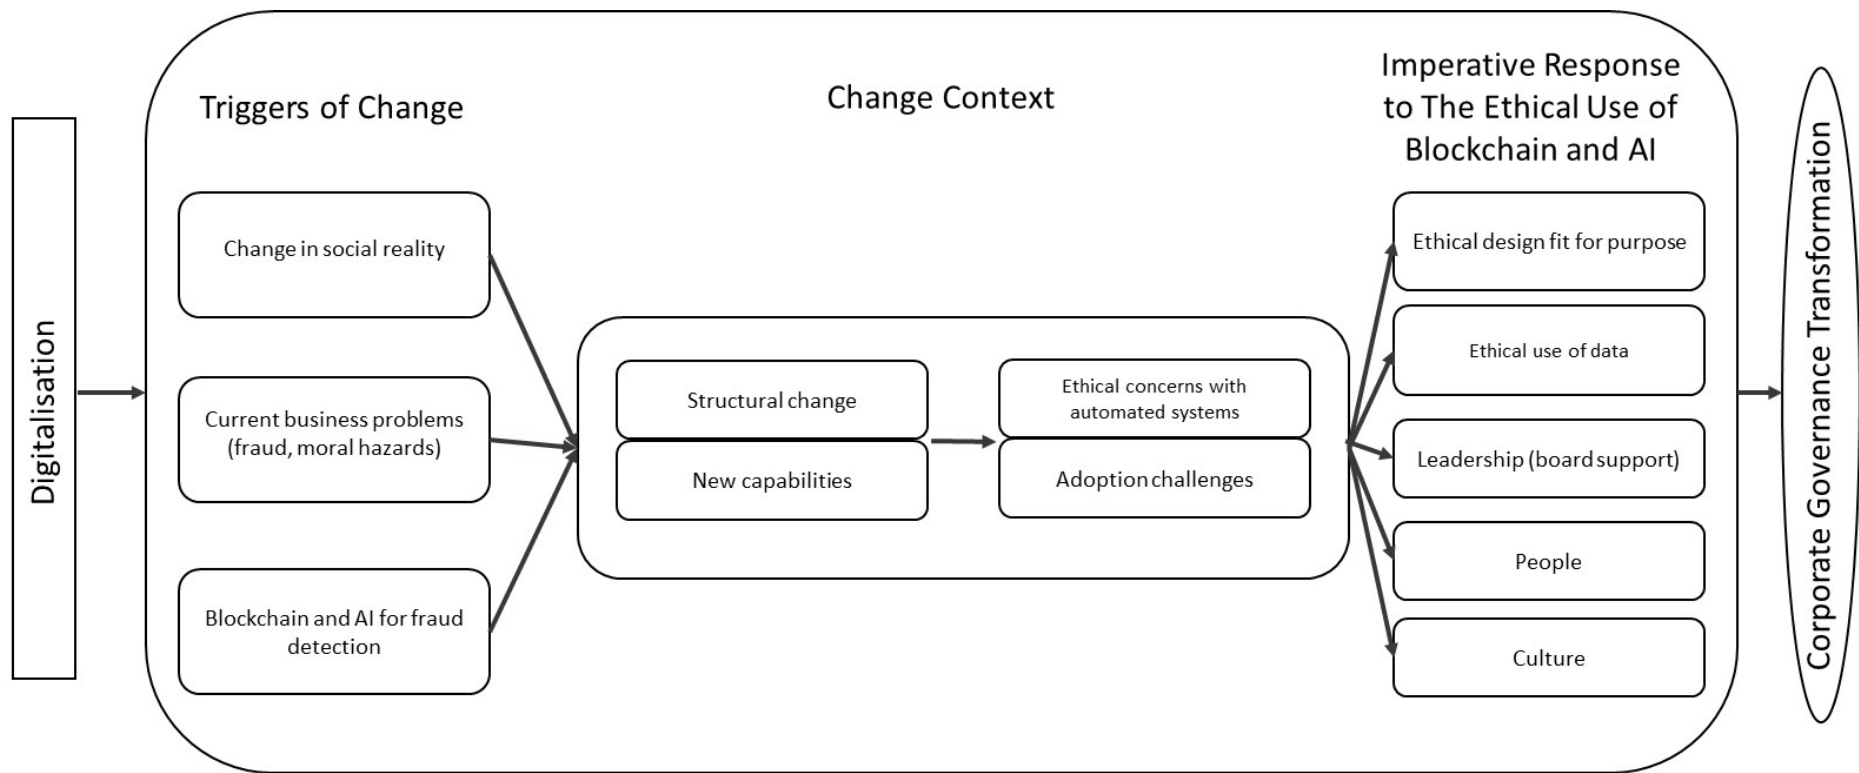 Digitalisation
Triggers of Change
Change in social reality
Current business problems
(fraud, moral hazards)
Blockchain and AI for fraud
detection
Change Context
Structural change
New capabilities
Ethical concerns with
automated systems
Adoption challenges
Imperative Response
to The Ethical Use of
Blockchain and AI
Ethical design fit for purpose
Ethical use of data
Leadership (board support)
People
Culture
Corporate Governance Transformation